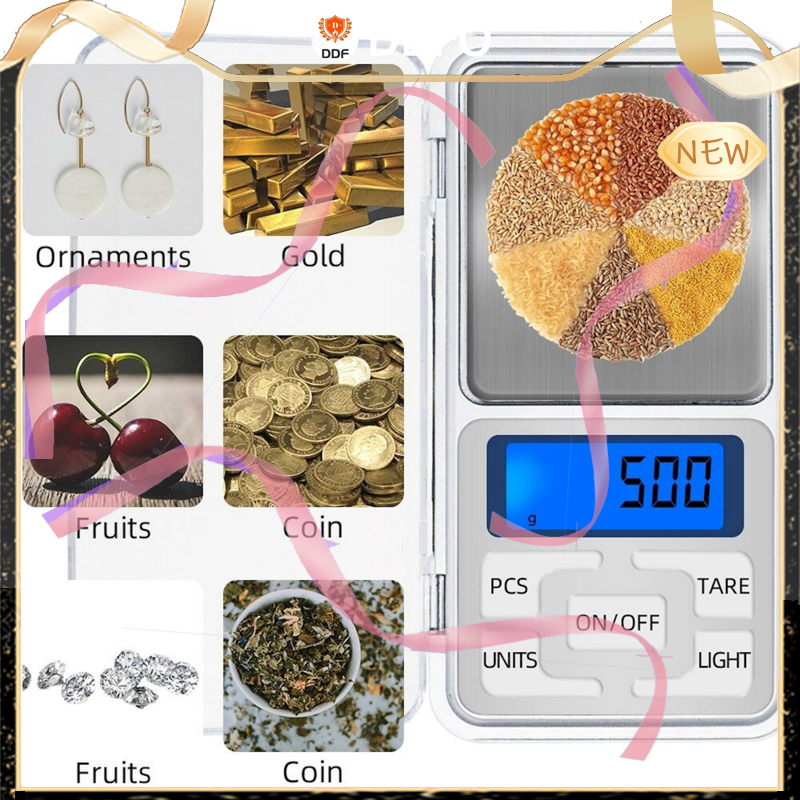 DDF
NEW
Ornaments
Gold
Fruits
Coin
Fruits
Coin
500
g
PCS
TARE
ON/OFF
UNITS
LIGHT